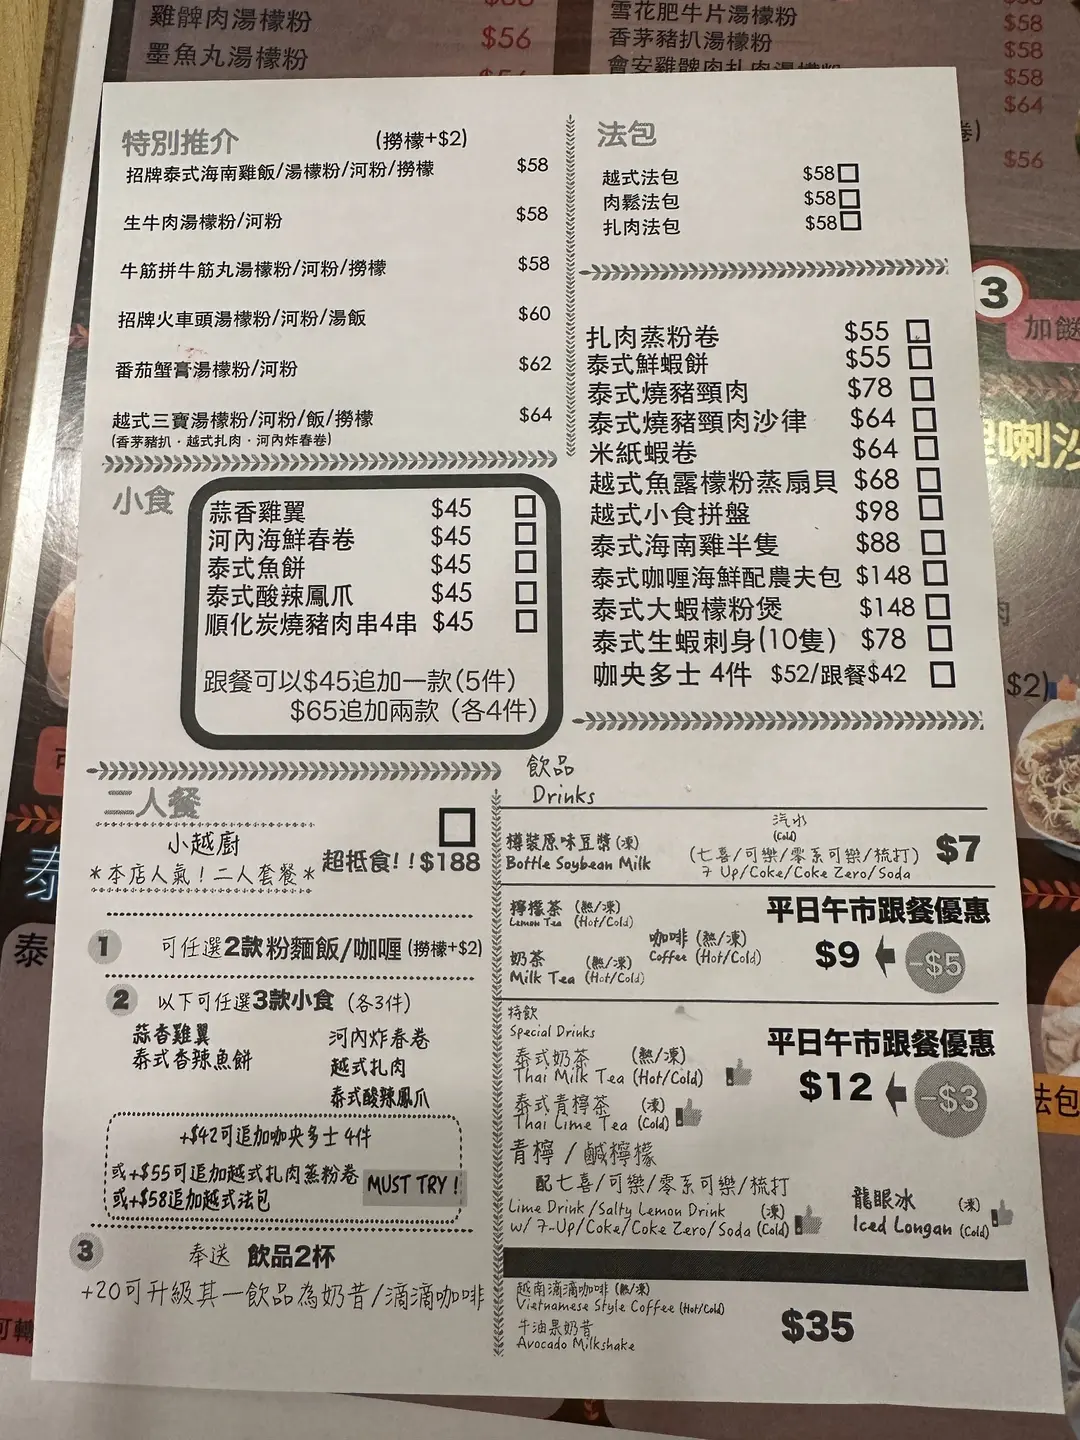 雞髀肉湯檬粉
墨魚丸湯檬粉 $56
雪花肥牛片湯檬粉 $58
香茅豬扒湯檬粉 $58
會安雞髀肉扎肉湯檬粉 $58
$64
$56
特別推介 (撈檬+$2)
招牌泰式海南雞飯/湯檬粉/河粉/撈檬 $58
生牛肉湯檬粉/河粉 $58
牛筋拼牛筋丸湯檬粉/河粉/撈檬 $58
招牌火車頭湯檬粉/河粉/湯飯 $60
番茄蟹膏湯檬粉/河粉 $62
越式三寶湯檬粉/河粉/飯/撈檬 $64
(香茅豬扒·越式扎肉·河內炸春卷)
法包
越式法包 $58
肉鬆法包 $58
扎肉法包 $58
扎肉蒸粉卷 $55
泰式鮮蝦餅 $55
泰式燒豬頸肉 $78
泰式燒豬頸肉沙律 $64
米紙蝦卷 $64
越式魚露檬粉蒸扇貝 $68
越式小食拼盤 $98
泰式海南雞半隻 $88
泰式咖喱海鮮配農夫包 $148
泰式大蝦檬粉煲 $148
泰式生蝦刺身(10隻) $78
咖央多士 4件 $52/跟餐$42
小食
蒜香雞翼 $45
河內海鮮春卷 $45
泰式魚餅 $45
泰式酸辣鳳爪 $45
順化炭燒豬肉串4串 $45
跟餐可以$45追加一款(5件)
$65追加兩款 (各4件)
二人餐
小越廚
*本店人氣!二人套餐*
超抵食!!$188
1 可任選2款粉麵飯/咖喱(撈檬+$2)
2 以下可任選3款小食 (各3件)
蒜香雞翼 河內炸春卷
泰式香辣魚餅 越式扎肉
泰式酸辣鳳爪
+$42可追加咖央多士 4件
或+$55可追加越式扎肉蒸粉卷
或+$58追加越式法包
MUST TRY!
3 奉送 飲品2杯
+20可升級其一飲品為奶昔/滴滴咖啡
飲品
Drinks
樽裝原味豆漿(凍)
Bottle Soybean Milk
汽水
(Cold)
(七喜/可樂/零系可樂/梳打)
7 Up/Coke/Coke Zero/Soda
$7
檸檬茶 (熱/凍)
Lemon Tea (Hot/Cold)
奶茶 (熱/凍)
Milk Tea (Hot/Cold)
咖啡 (熱/凍)
Coffee (Hot/Cold)
平日午市跟餐優惠
$9 -$5
特飲
Special Drinks
泰式奶茶 (熱/凍)
Thai Milk Tea (Hot/Cold)
泰式青檸茶 (凍)
Thai Lime Tea (Cold)
平日午市跟餐優惠
$12 -$3
青檸/鹹檸檬
配七喜/可樂/零系可樂/梳打
Lime Drink/Salty Lemon Drink (凍)
w/ 7-Up/Coke/Coke Zero/Soda (Cold)
龍眼冰 (凍)
Iced Longan (Cold)
越南滴滴咖啡 (熱/凍)
Vietnamese Style Coffee (Hot/Cold)
牛油果奶昔
Avocado Milkshake
$35
3
加餸
喇沙
$2)
泰
泰
法包
可轉